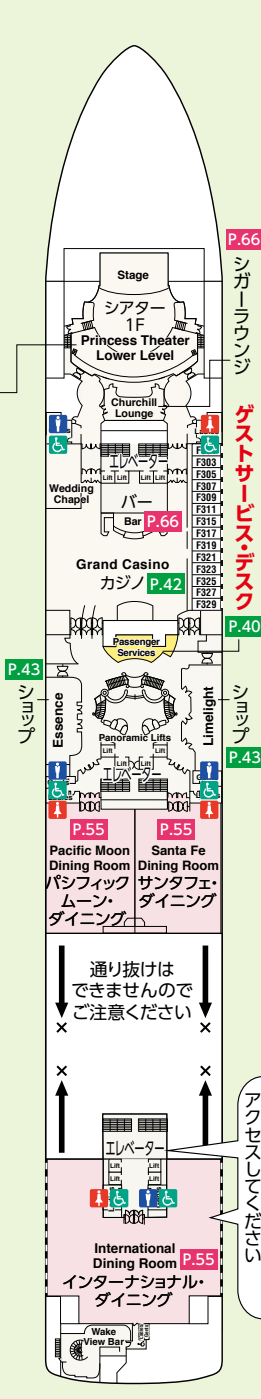 P.66
シガーラウンジ
Stage
シアター
1F
Princess Theater
Lower Level
Churchill
Lounge
エレベーター
Lift
Lift
Lift
Lift
Wedding
Chapel
バー
Bar P.66
F303
F305
F307
F309
F311
F315
F317
F319
F321
F323
F325
F327
F329
ゲストサービス・デスク
P.40
Grand Casino
カジノ P.42
Passenger
Services
P.43
ショップ
Essence
Panoramic Lifts
Lift
Lift
エレベーター
Limelight
ショップ
P.43
P.55
Pacific Moon
Dining Room
パシフィック
ムーン・
ダイニング
P.55
Santa Fe
Dining Room
サンタフェ・
ダイニング
通り抜けは
できませんので
ご注意ください
エレベーター
Lift
Lift
Lift
アクセスしてください
International
Dining Room P.55
インターナショナル・
ダイニング
Wake
View Bar